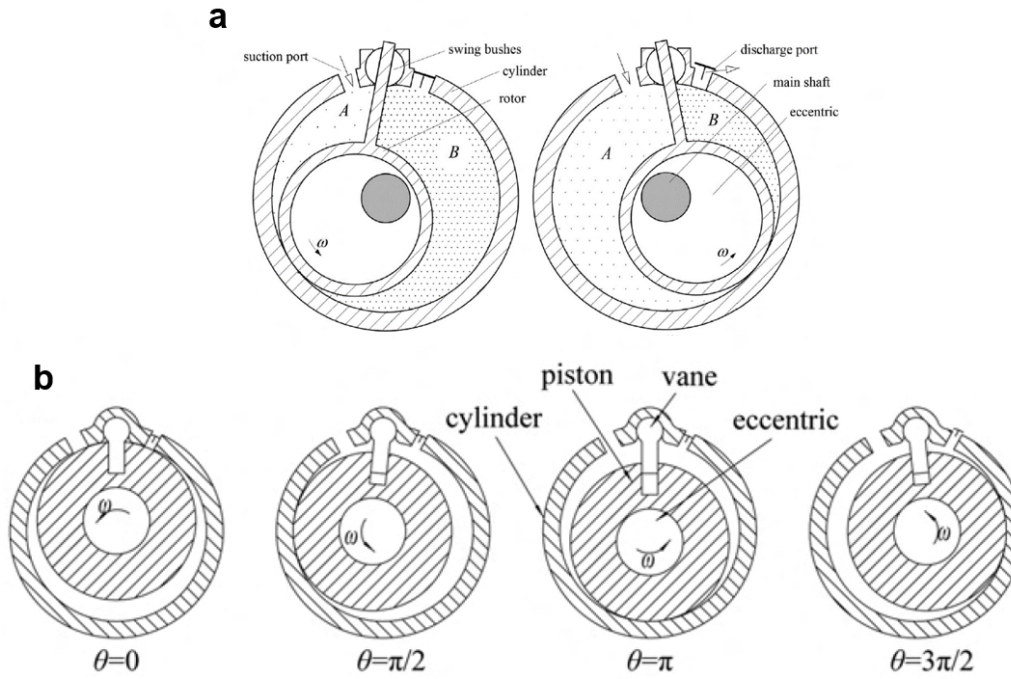 a
suction port
swing bushes
cylinder
rotor
A
B
ω
discharge port
main shaft
eccentric
A
B
ω
b
cylinder
piston
vane
eccentric
ω
ω
ω
ω
θ=0
θ=π/2
θ=π
θ=3π/2